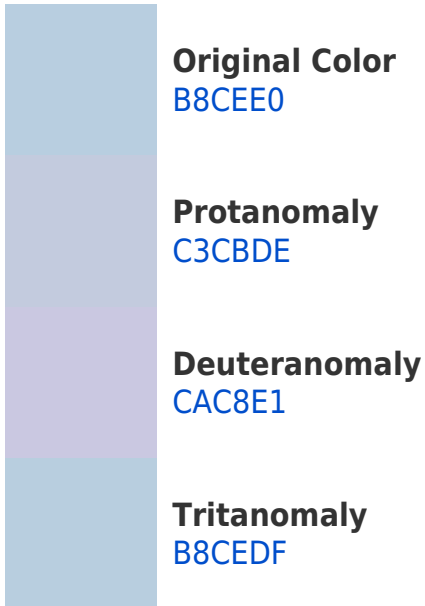 Original Color
B8CEE0
Protanomaly
C3CBDE
Deuteranomaly
CAC8E1
Tritanomaly
B8CEDF